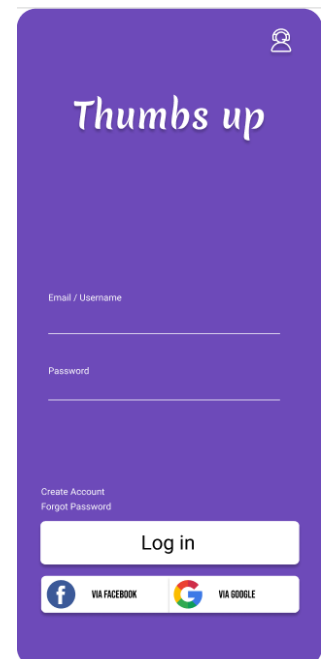 Thumbs up
Email / Username
Password
Create Account
Forgot Password
Log in
VIA FACEBOOK
VIA GOOGLE